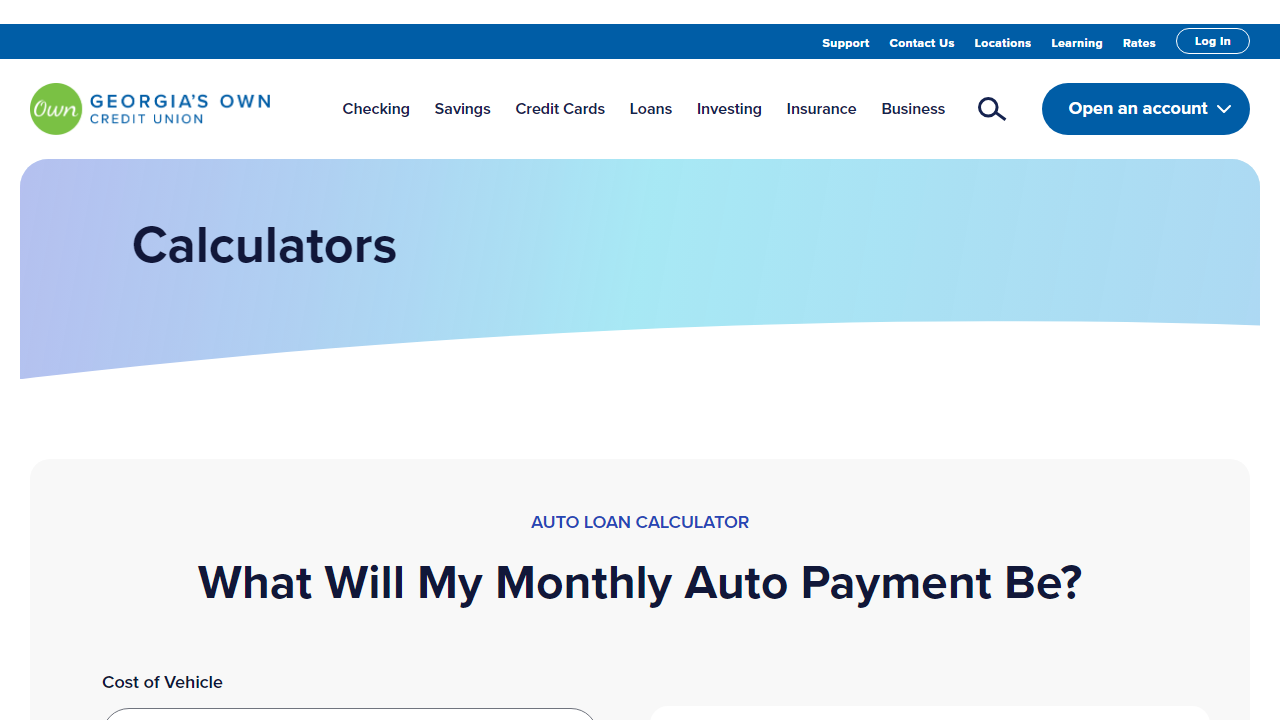 Support Contact Us Locations Learning Rates Log In
Own GEORGIA'S OWN
CREDIT UNION
Checking Savings Credit Cards Loans Investing Insurance Business Open an account
Calculators
AUTO LOAN CALCULATOR
What Will My Monthly Auto Payment Be?
Cost of Vehicle